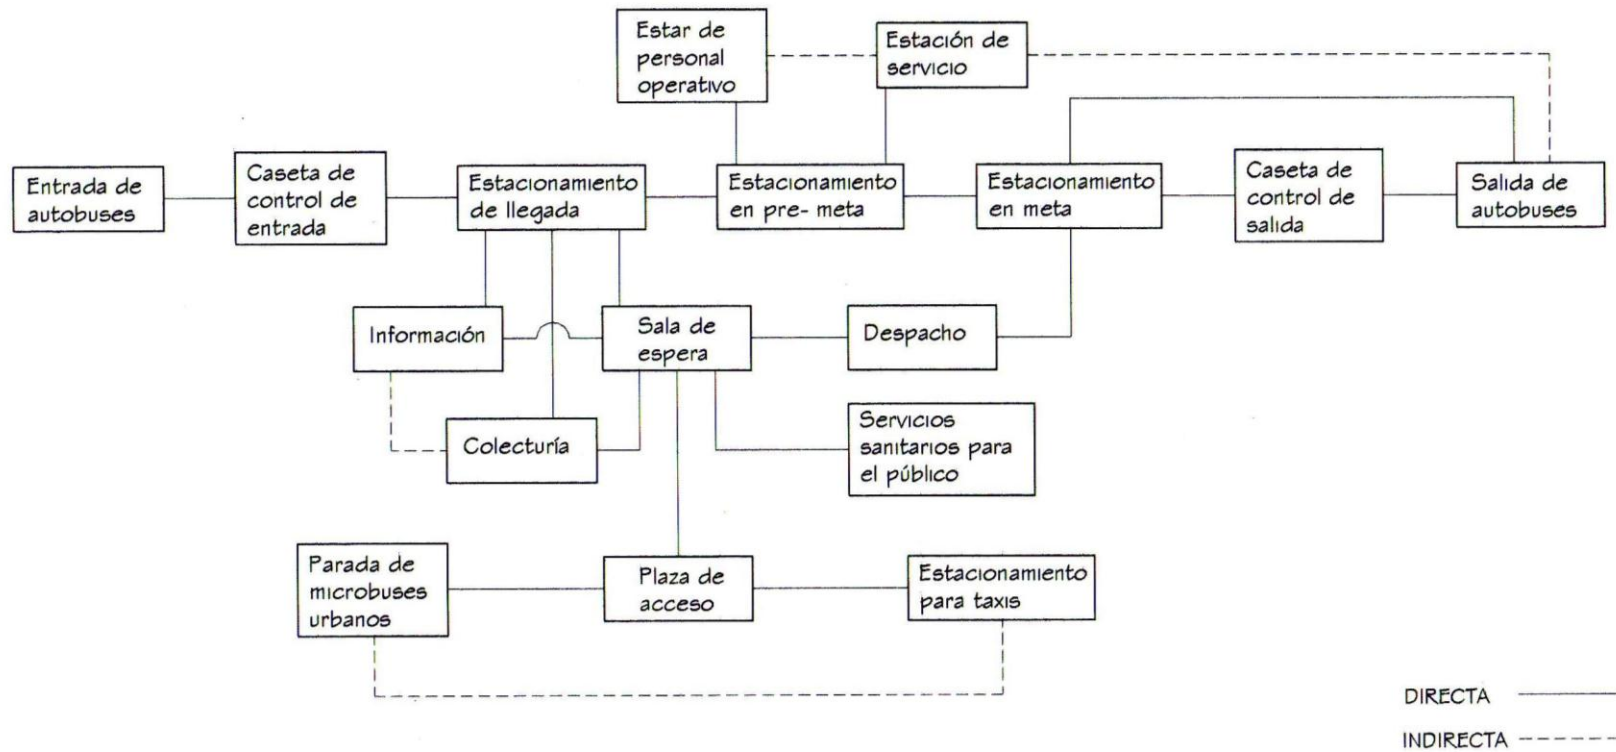 Estar de
personal
operativo
Estación de
servicio
Entrada de
autobuses
Caseta de
control de
entrada
Estacionamiento
de llegada
Estacionamiento
en pre- meta
Estacionamiento
en meta
Caseta de
control de
salida
Salida de
autobuses
Información
Sala de
espera
Despacho
Colecturía
Servicios
sanitarios para
el público
Parada de
microbuses
urbanos
Plaza de
acceso
Estacionamiento
para taxis
DIRECTA
INDIRECTA